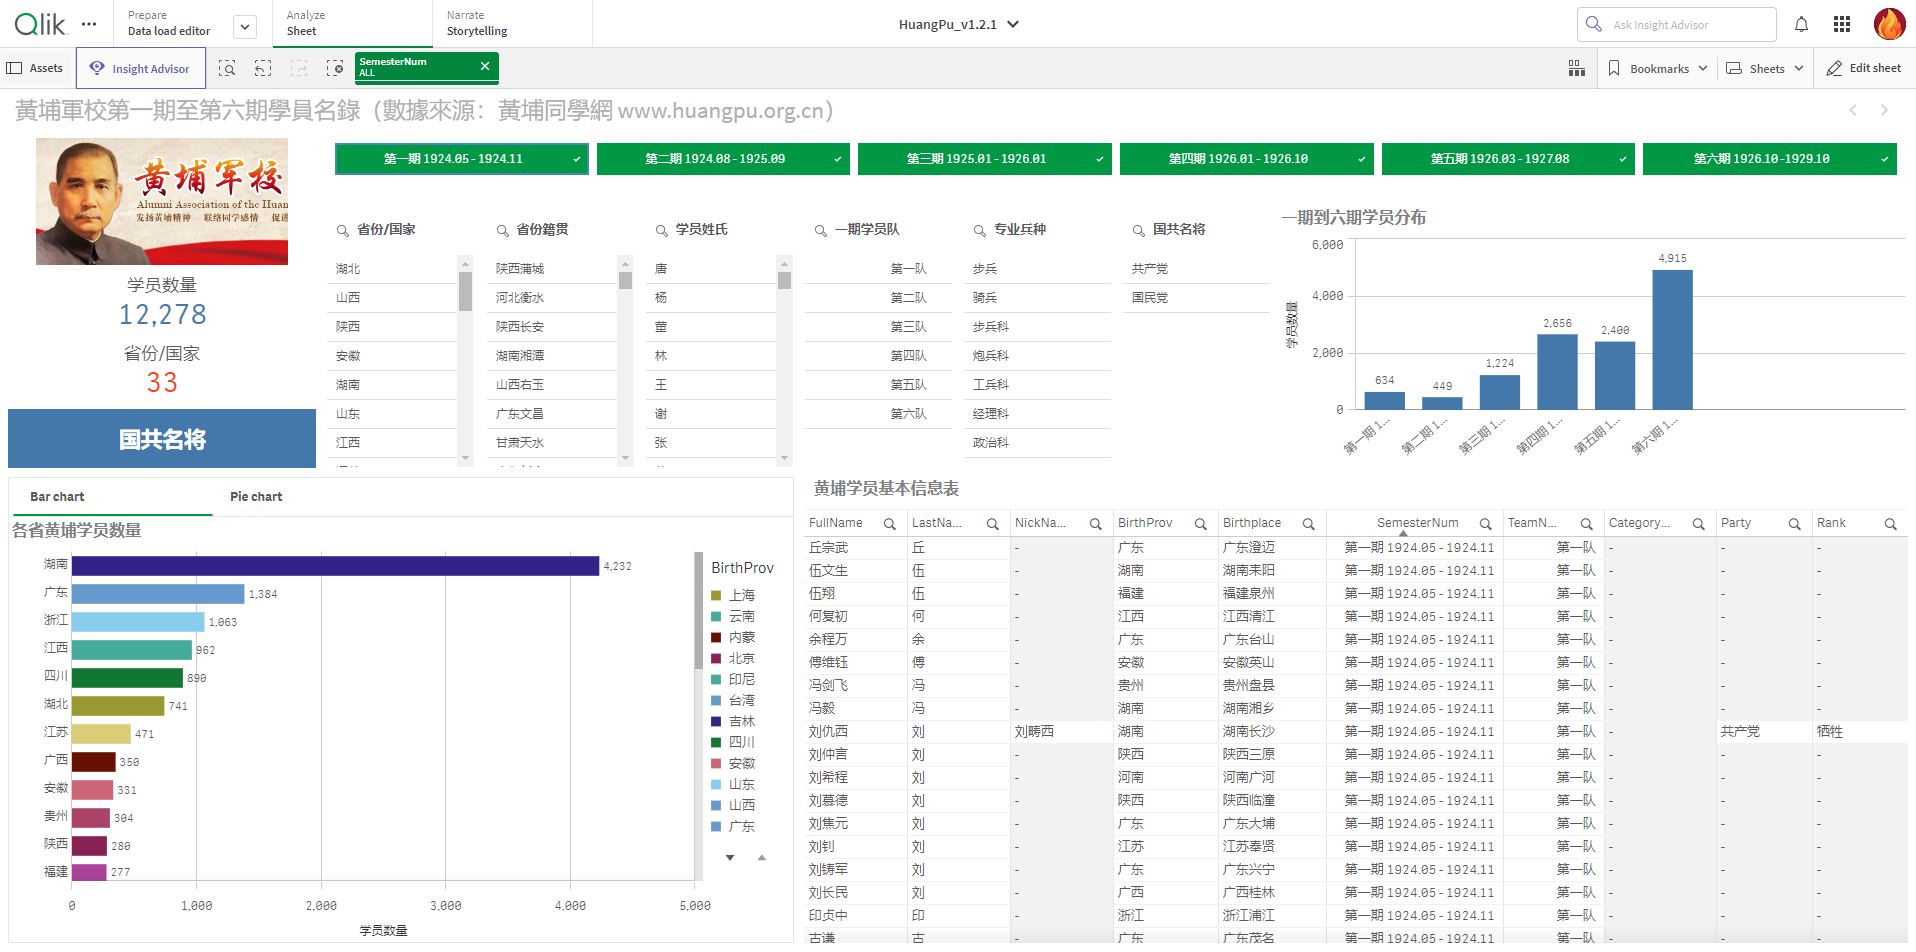 Qlik
Prepare
Data load editor
Analyze
Sheet
Narrate
Storytelling
HuangPu_v1.2.1
Ask Insight Advisor
Assets
Insight Advisor
SemesterNum
ALL
Bookmarks
Sheets
Edit sheet
黃埔軍校第一期至第六期學員名錄（數據來源：黃埔同學網 www.huangpu.org.cn）
黄埔军校
Alumni Association of the Huan
发扬黄埔精神 联络同学感情 促进
第一期 1924.05 - 1924.11
第二期 1924.08 - 1925.09
第三期 1925.01 - 1926.01
第四期 1926.01 - 1926.10
第五期 1926.03 - 1927.08
第六期 1926.10 -1929.10
学员数量
12,278
省份/国家
33
国共名将
省份/国家
湖北
山西
陕西
安徽
湖南
山东
江西
省份籍贯
陕西蒲城
河北衡水
陕西长安
湖南湘潭
山西右玉
广东文昌
甘肃天水
学员姓氏
唐
杨
董
林
王
谢
张
一期学员队
第一队
第二队
第三队
第四队
第五队
第六队
专业兵种
步兵
骑兵
步兵科
炮兵科
工兵科
经理科
政治科
国共名将
共产党
国民党
一期到六期学员分布
学员数量
6,000
4,000
2,000
0
634
449
1,224
2,656
2,400
4,915
第一期 1...
第二期 1...
第三期 1...
第四期 1...
第五期 1...
第六期 1...
Bar chart
Pie chart
各省黄埔学员数量
湖南 4,232
广东 1,384
浙江 1,063
江西 962
四川 890
湖北 741
江苏 471
广西 350
安徽 331
贵州 304
陕西 280
福建 277
0 1,000 2,000 3,000 4,000 5,000
学员数量
BirthProv
上海
云南
内蒙
北京
印尼
台湾
吉林
四川
安徽
山东
山西
广东
黄埔学员基本信息表
FullName LastNa... NickNa... BirthProv Birthplace SemesterNum TeamN... Category... Party Rank
丘宗武 丘 - 广东 广东澄迈 第一期 1924.05 - 1924.11 第一队 - - -
伍文生 伍 - 湖南 湖南耒阳 第一期 1924.05 - 1924.11 第一队 - - -
伍翔 伍 - 福建 福建泉州 第一期 1924.05 - 1924.11 第一队 - - -
何复初 何 - 江西 江西清江 第一期 1924.05 - 1924.11 第一队 - - -
余程万 余 - 广东 广东台山 第一期 1924.05 - 1924.11 第一队 - - -
傅维钰 傅 - 安徽 安徽英山 第一期 1924.05 - 1924.11 第一队 - - -
冯剑飞 冯 - 贵州 贵州盘县 第一期 1924.05 - 1924.11 第一队 - - -
冯毅 冯 - 湖南 湖南湘乡 第一期 1924.05 - 1924.11 第一队 - - -
刘仇西 刘 刘畴西 湖南 湖南长沙 第一期 1924.05 - 1924.11 第一队 - 共产党 牺牲
刘仲言 刘 - 陕西 陕西三原 第一期 1924.05 - 1924.11 第一队 - - -
刘希程 刘 - 河南 河南广河 第一期 1924.05 - 1924.11 第一队 - - -
刘慕德 刘 - 陕西 陕西临潼 第一期 1924.05 - 1924.11 第一队 - - -
刘焦元 刘 - 广东 广东大埔 第一期 1924.05 - 1924.11 第一队 - - -
刘钊 刘 - 江苏 江苏奉贤 第一期 1924.05 - 1924.11 第一队 - - -
刘铸军 刘 - 广东 广东兴宁 第一期 1924.05 - 1924.11 第一队 - - -
刘长民 刘 - 广西 广西桂林 第一期 1924.05 - 1924.11 第一队 - - -
印贞中 印 - 浙江 浙江浦江 第一期 1924.05 - 1924.11 第一队 - - -
古谦 古 - 广东 广东茂名 第一期 1924.05 - 1924.11 第一队 - - -